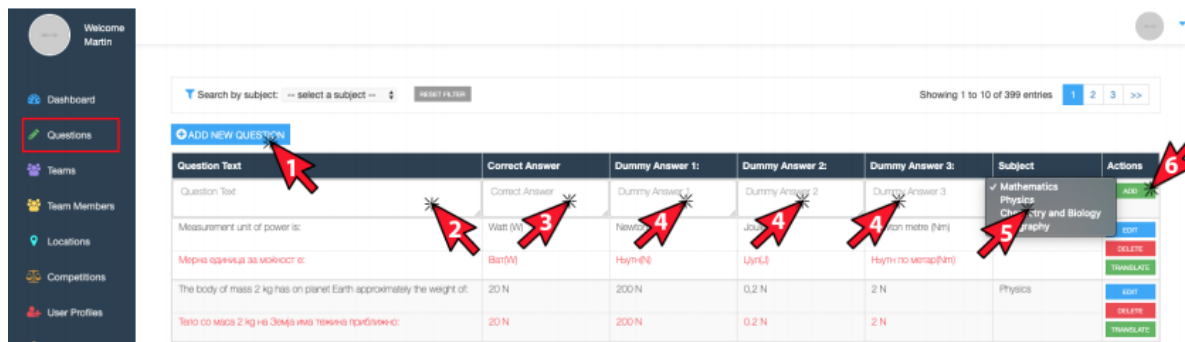 Welcome
Martin
Dashboard
Questions
Teams
Team Members
Locations
Competitions
User Profiles
Search by subject: -- select a subject -- RESET FILTER
Showing 1 to 10 of 399 entries 1 2 3 >>
ADD NEW QUESTION
1
Question Text Correct Answer Dummy Answer 1: Dummy Answer 2: Dummy Answer 3: Subject Actions
6
Question Text Correct Answer Dummy Answer 1 Dummy Answer 2 Dummy Answer 3 ✓ Mathematics ADD
Physics
and Biology
2 3 4 4 4 5
Measurement unit of power is: Watt (W) metre (Nm) EDIT
DELETE
Мерна единица за моќност е: Ват(W) Њутн(N) Џул(J) Њутн по метар(Nm)
TRANSLATE
The body of mass 2 kg has on planet Earth approximately the weight of: 20 N 200 N 0,2 N 2 N Physics EDIT
DELETE
Тело со маса 2 kg на Земја има тежина приближно: 20 N 200 N 0.2 N 2 N
TRANSLATE